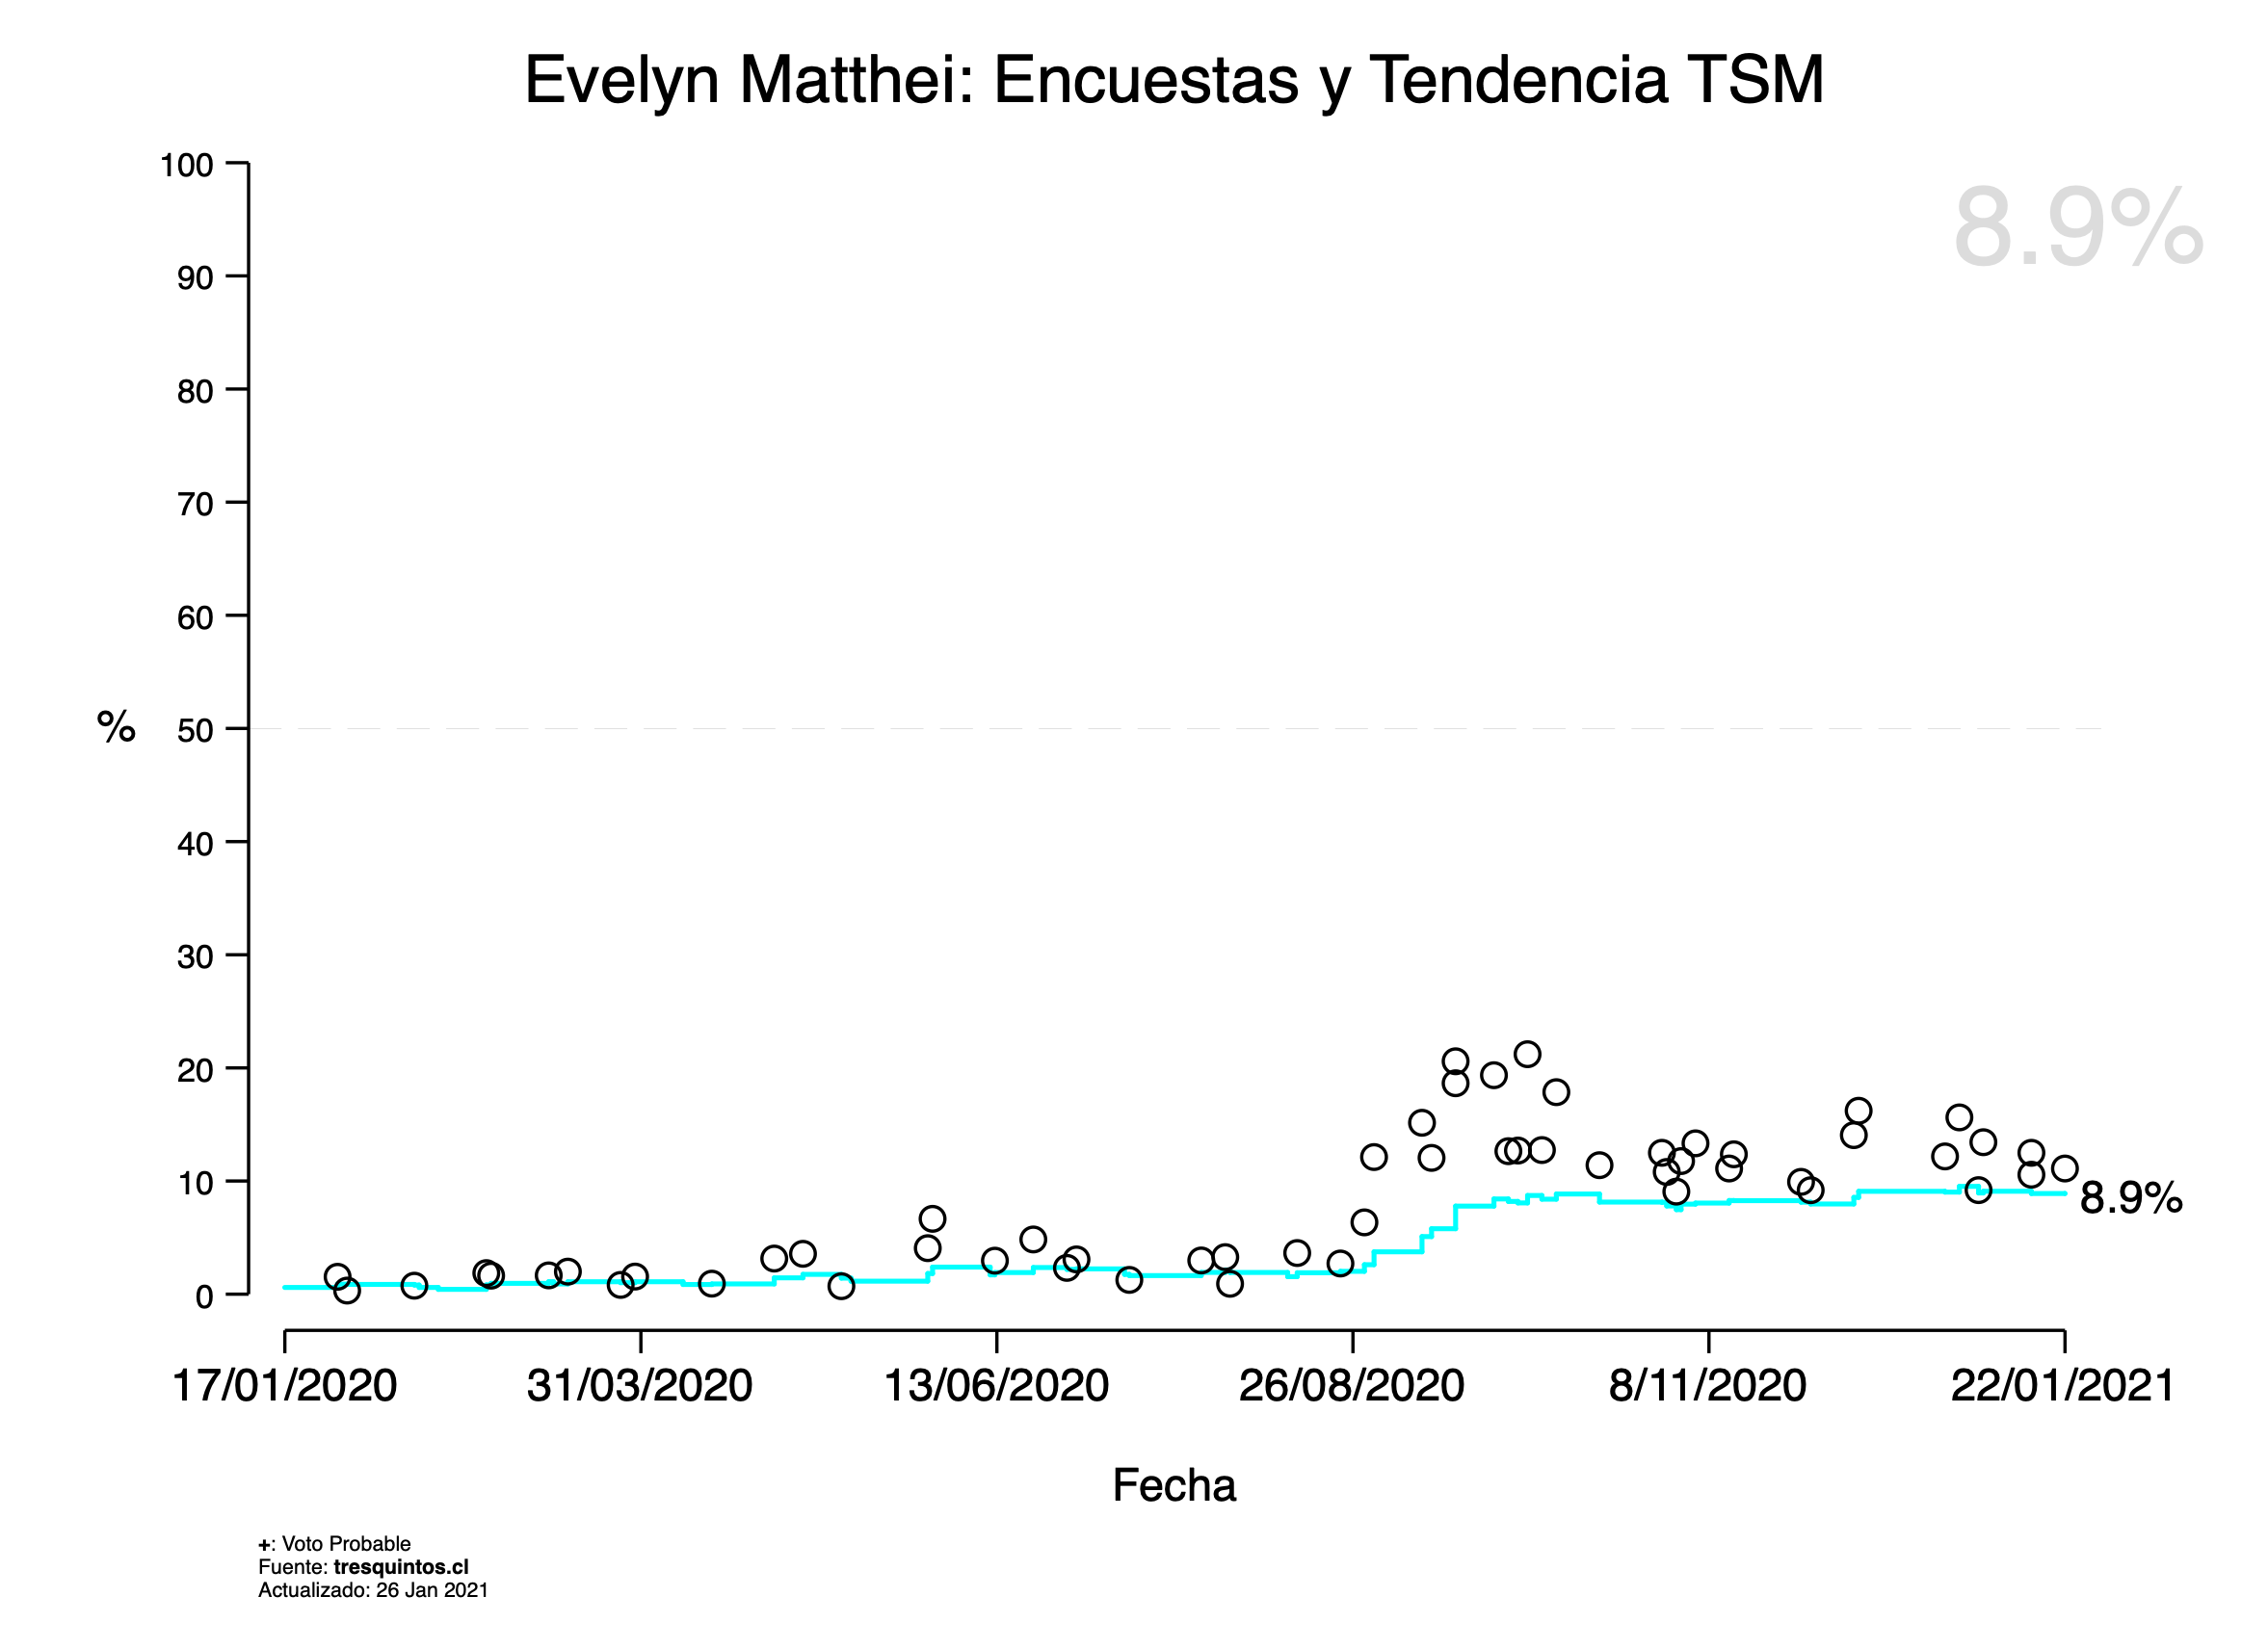 Evelyn Matthei: Encuestas y Tendencia TSM
8.9%
100
90
80
70
60
% 50
40
30
20
10
0
8.9%
17/01/2020 31/03/2020 13/06/2020 26/08/2020 8/11/2020 22/01/2021
Fecha
+: Voto Probable
Fuente: tresquintos.cl
Actualizado: 26 Jan 2021